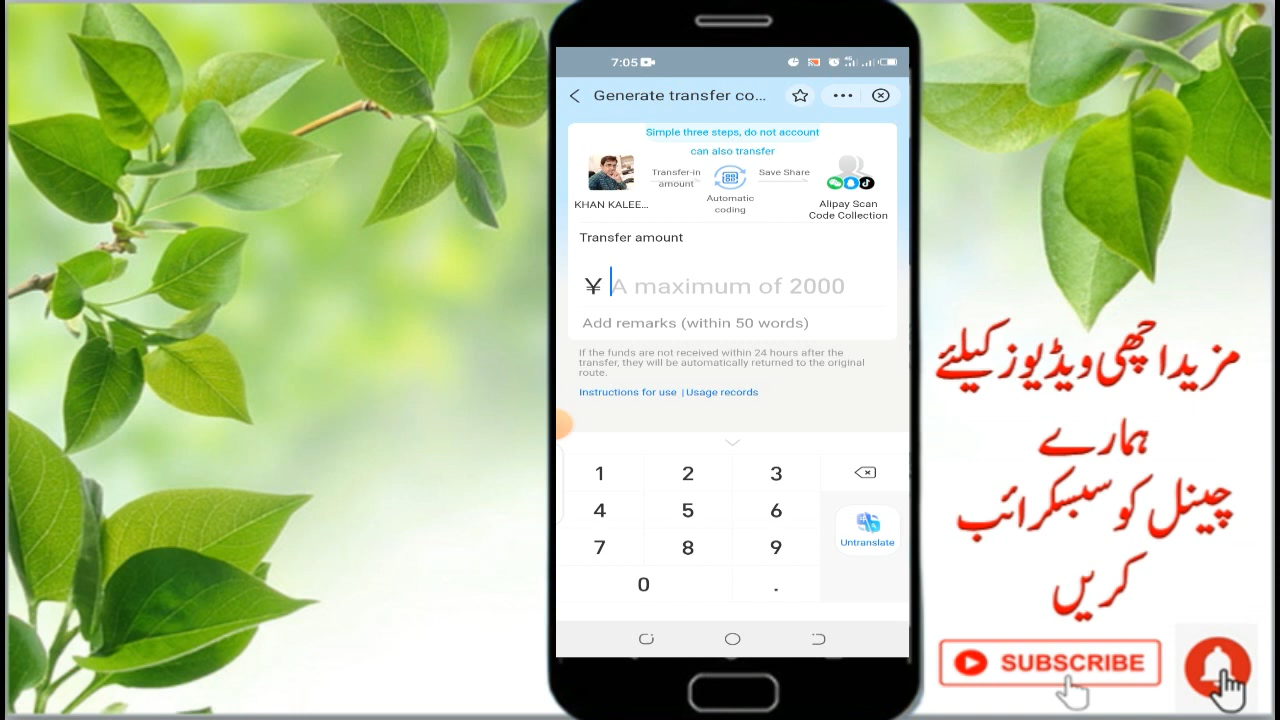 7:05
Generate transfer co...
Simple three steps, do not account
can also transfer
Transfer-in
amount
Save Share
Automatic
coding
KHAN KALEE...
Alipay Scan
Code Collection
Transfer amount
¥ A maximum of 2000
Add remarks (within 50 words)
If the funds are not received within 24 hours after the
transfer, they will be automatically returned to the original
route.
Instructions for use | Usage records
1 2 3
4 5 6
7 8 9
0 .
Untranslate
مزید اچھی ویڈیوز کیلئے
ہمارے
چینل کو سبسکرائب
کریں
SUBSCRIBE